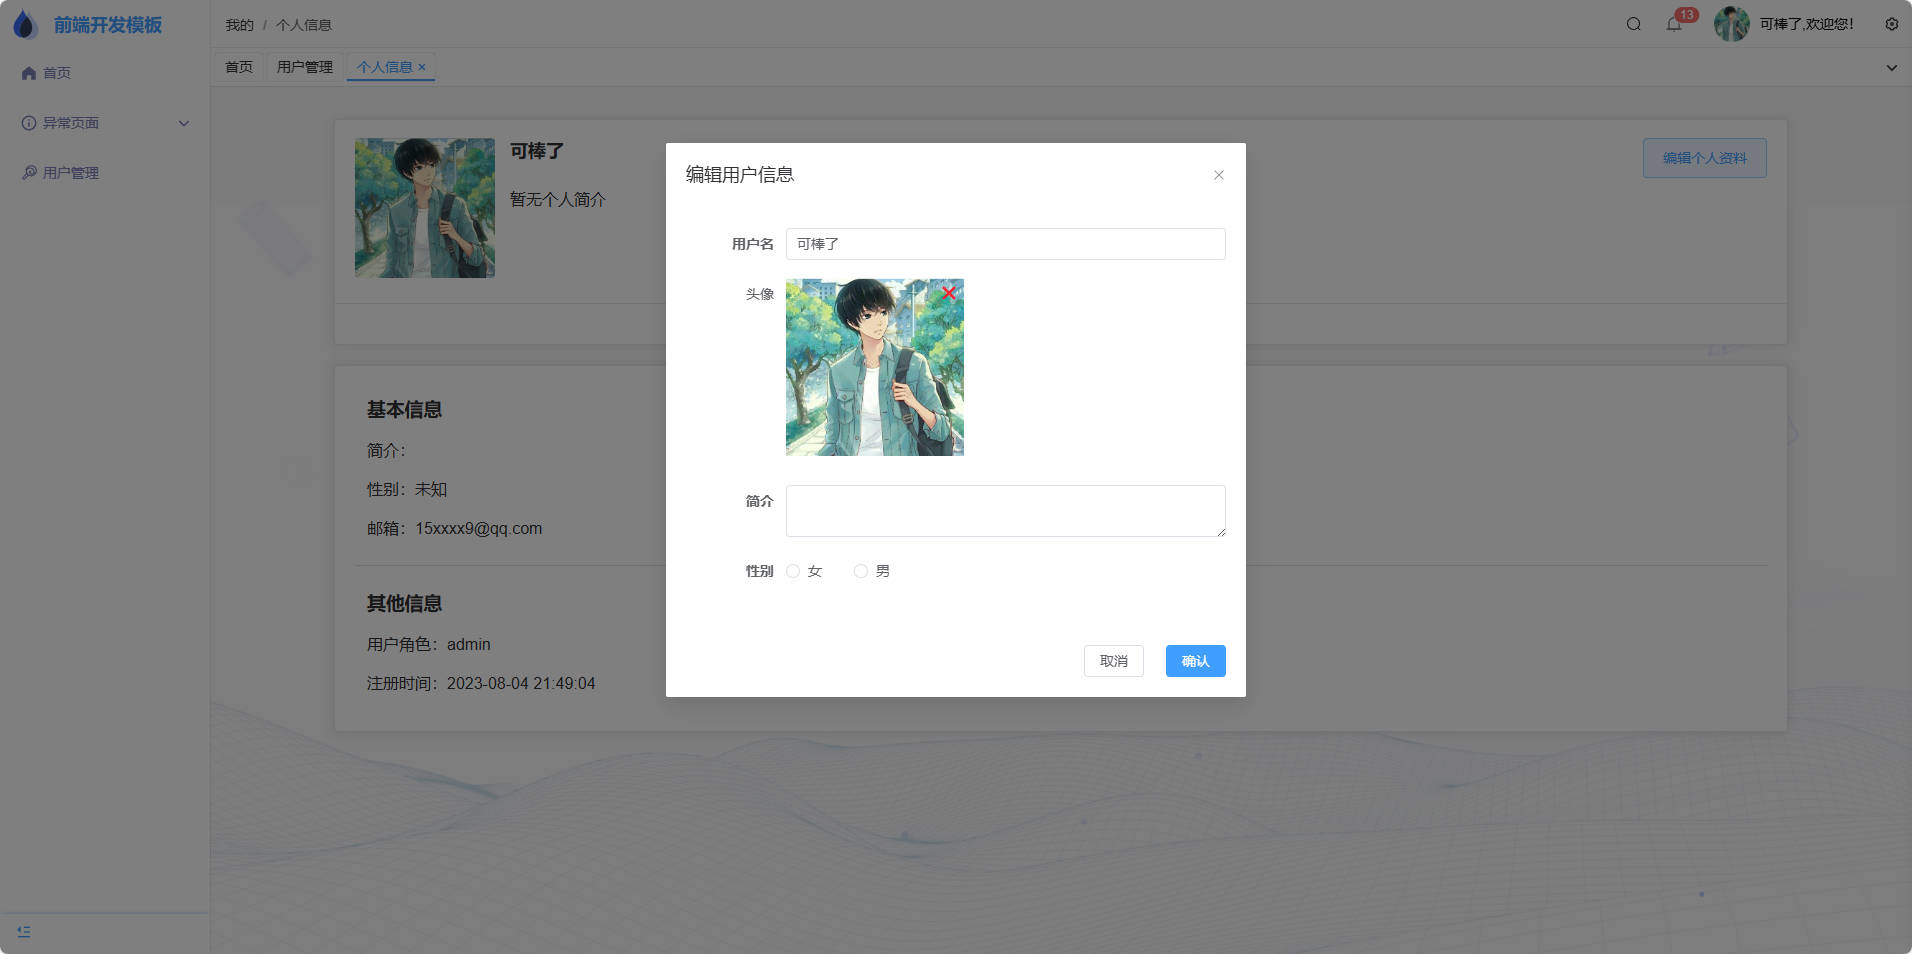 前端开发模板
首页
异常页面
用户管理
我的 / 个人信息
13
可棒了,欢迎您!
首页
用户管理
个人信息 ×
可棒了
暂无个人简介
编辑个人资料
基本信息
简介：
性别：未知
邮箱：15xxxx9@qq.com
其他信息
用户角色：admin
注册时间：2023-08-04 21:49:04
编辑用户信息
用户名
可棒了
头像
简介
性别
女
男
取消
确认